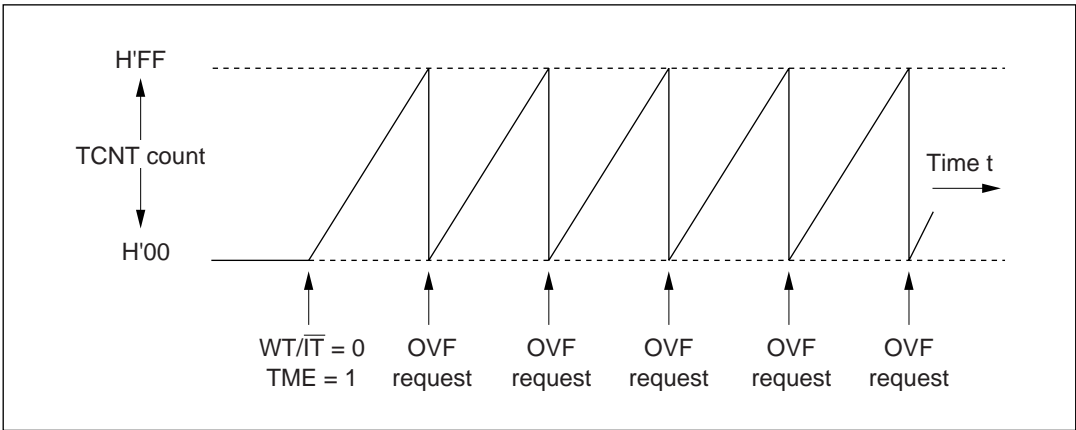 H'FF
TCNT count
Time t
H'00
WT/I̅T̅ = 0
TME = 1
OVF
request
OVF
request
OVF
request
OVF
request
OVF
request